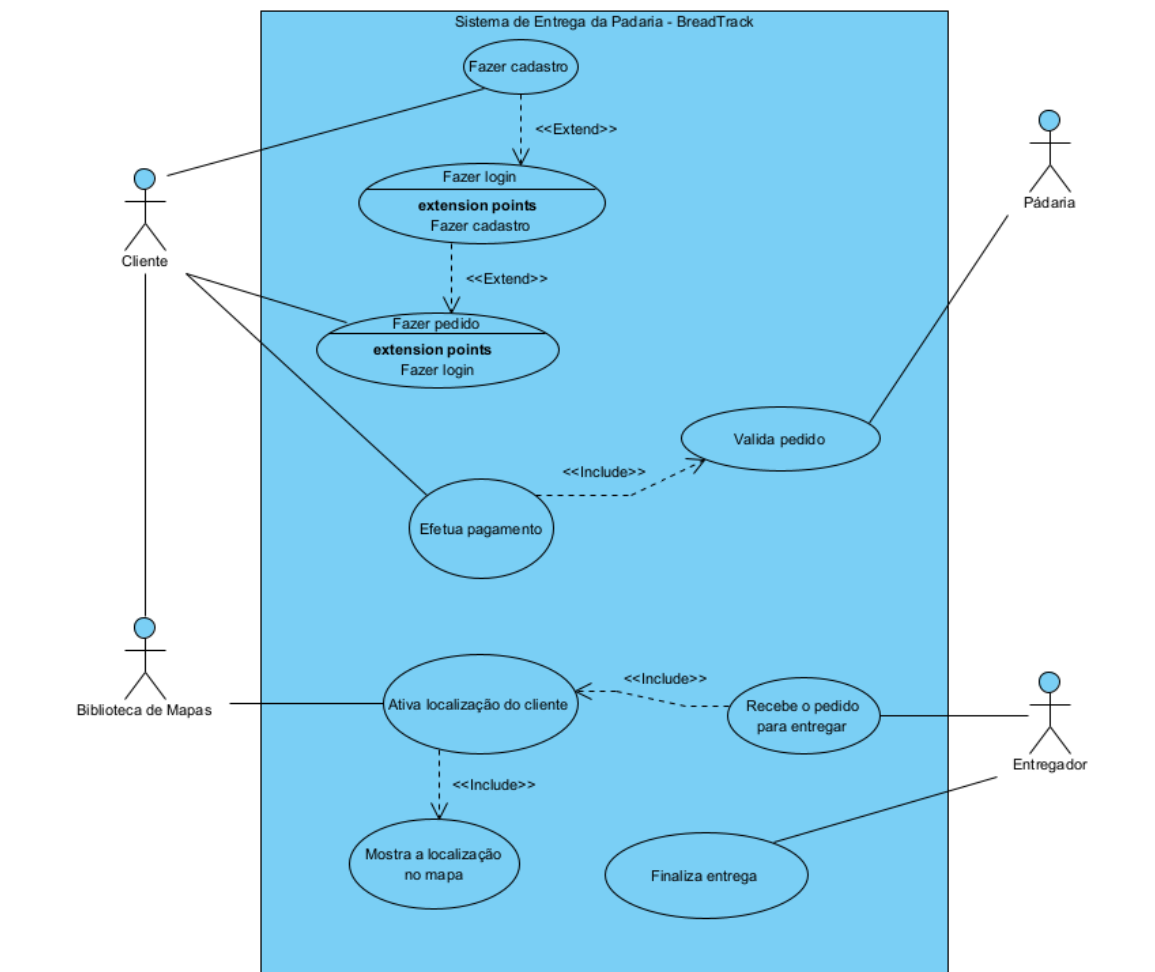 Sistema de Entrega da Padaria - BreadTrack
Fazer cadastro
<<Extend>>
Fazer login
extension points
Fazer cadastro
Pádaria
Cliente
<<Extend>>
Fazer pedido
extension points
Fazer login
Valida pedido
<<Include>>
Efetua pagamento
<<Include>>
Biblioteca de Mapas
Ativa localização do cliente
Recebe o pedido
para entregar
Entregador
<<Include>>
Mostra a localização
no mapa
Finaliza entrega